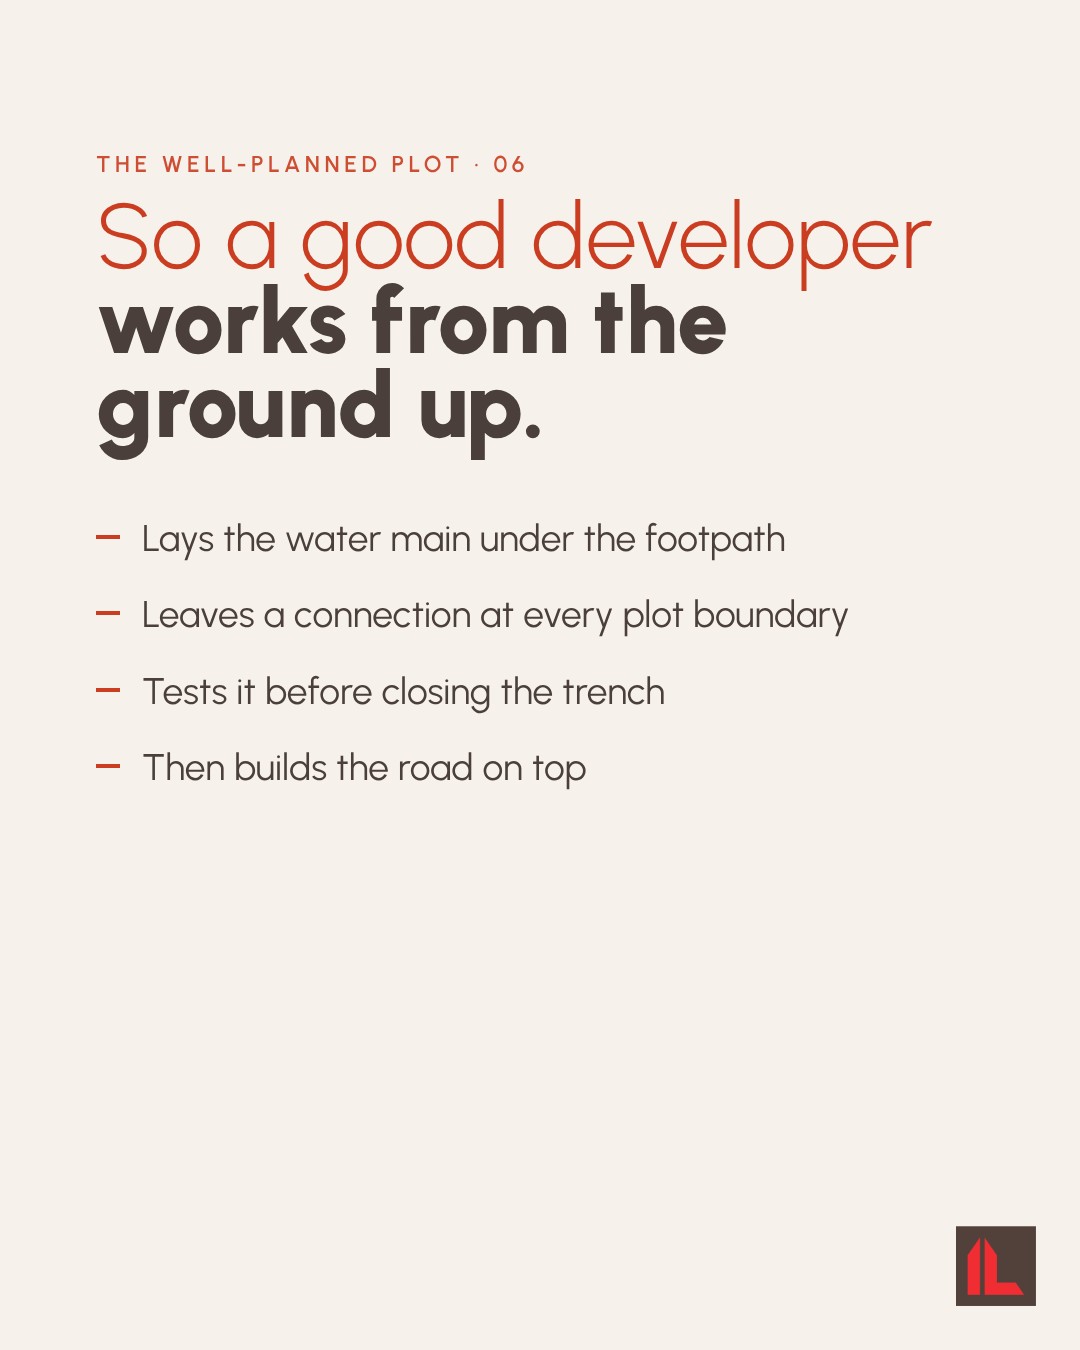 THE WELL-PLANNED PLOT · 06
So a good developer
works from the
ground up.
— Lays the water main under the footpath
— Leaves a connection at every plot boundary
— Tests it before closing the trench
— Then builds the road on top
IL